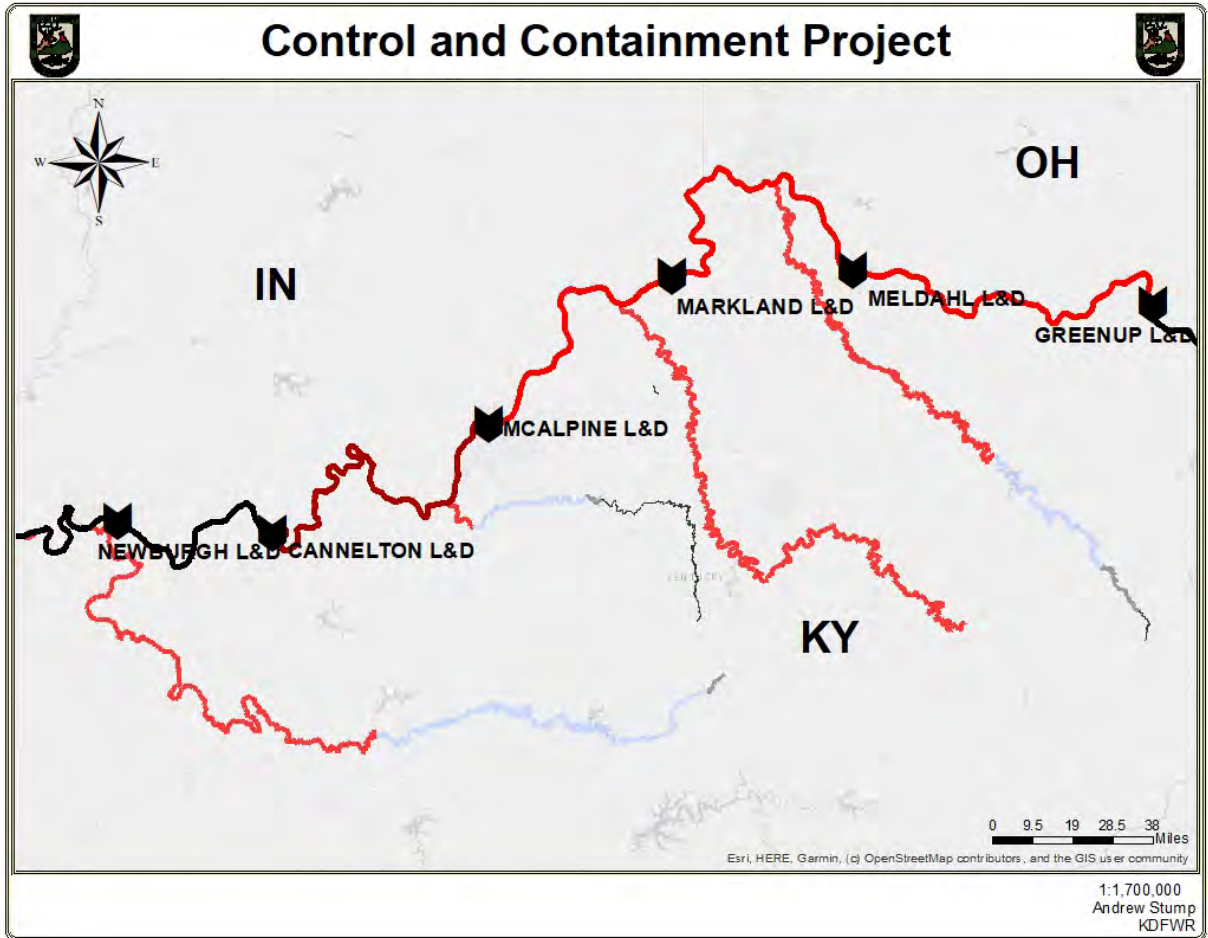 Control and Containment Project
N
W E
S
OH
IN
MARKLAND L&D
MELDAHL L&D
GREENUP L&D
MCALPINE L&D
NEWBURGH L&D
CANNELTON L&D
KENTUCKY
KY
0 9.5 19 28.5 38
Miles
Esri, HERE, Garmin, (c) OpenStreetMap contributors, and the GIS user community
1:1,700,000
Andrew Stump
KDFWR